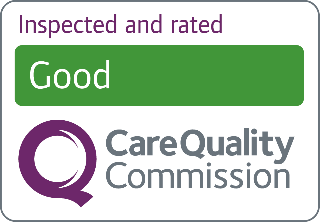 Inspected and rated
Good
CareQuality
Commission